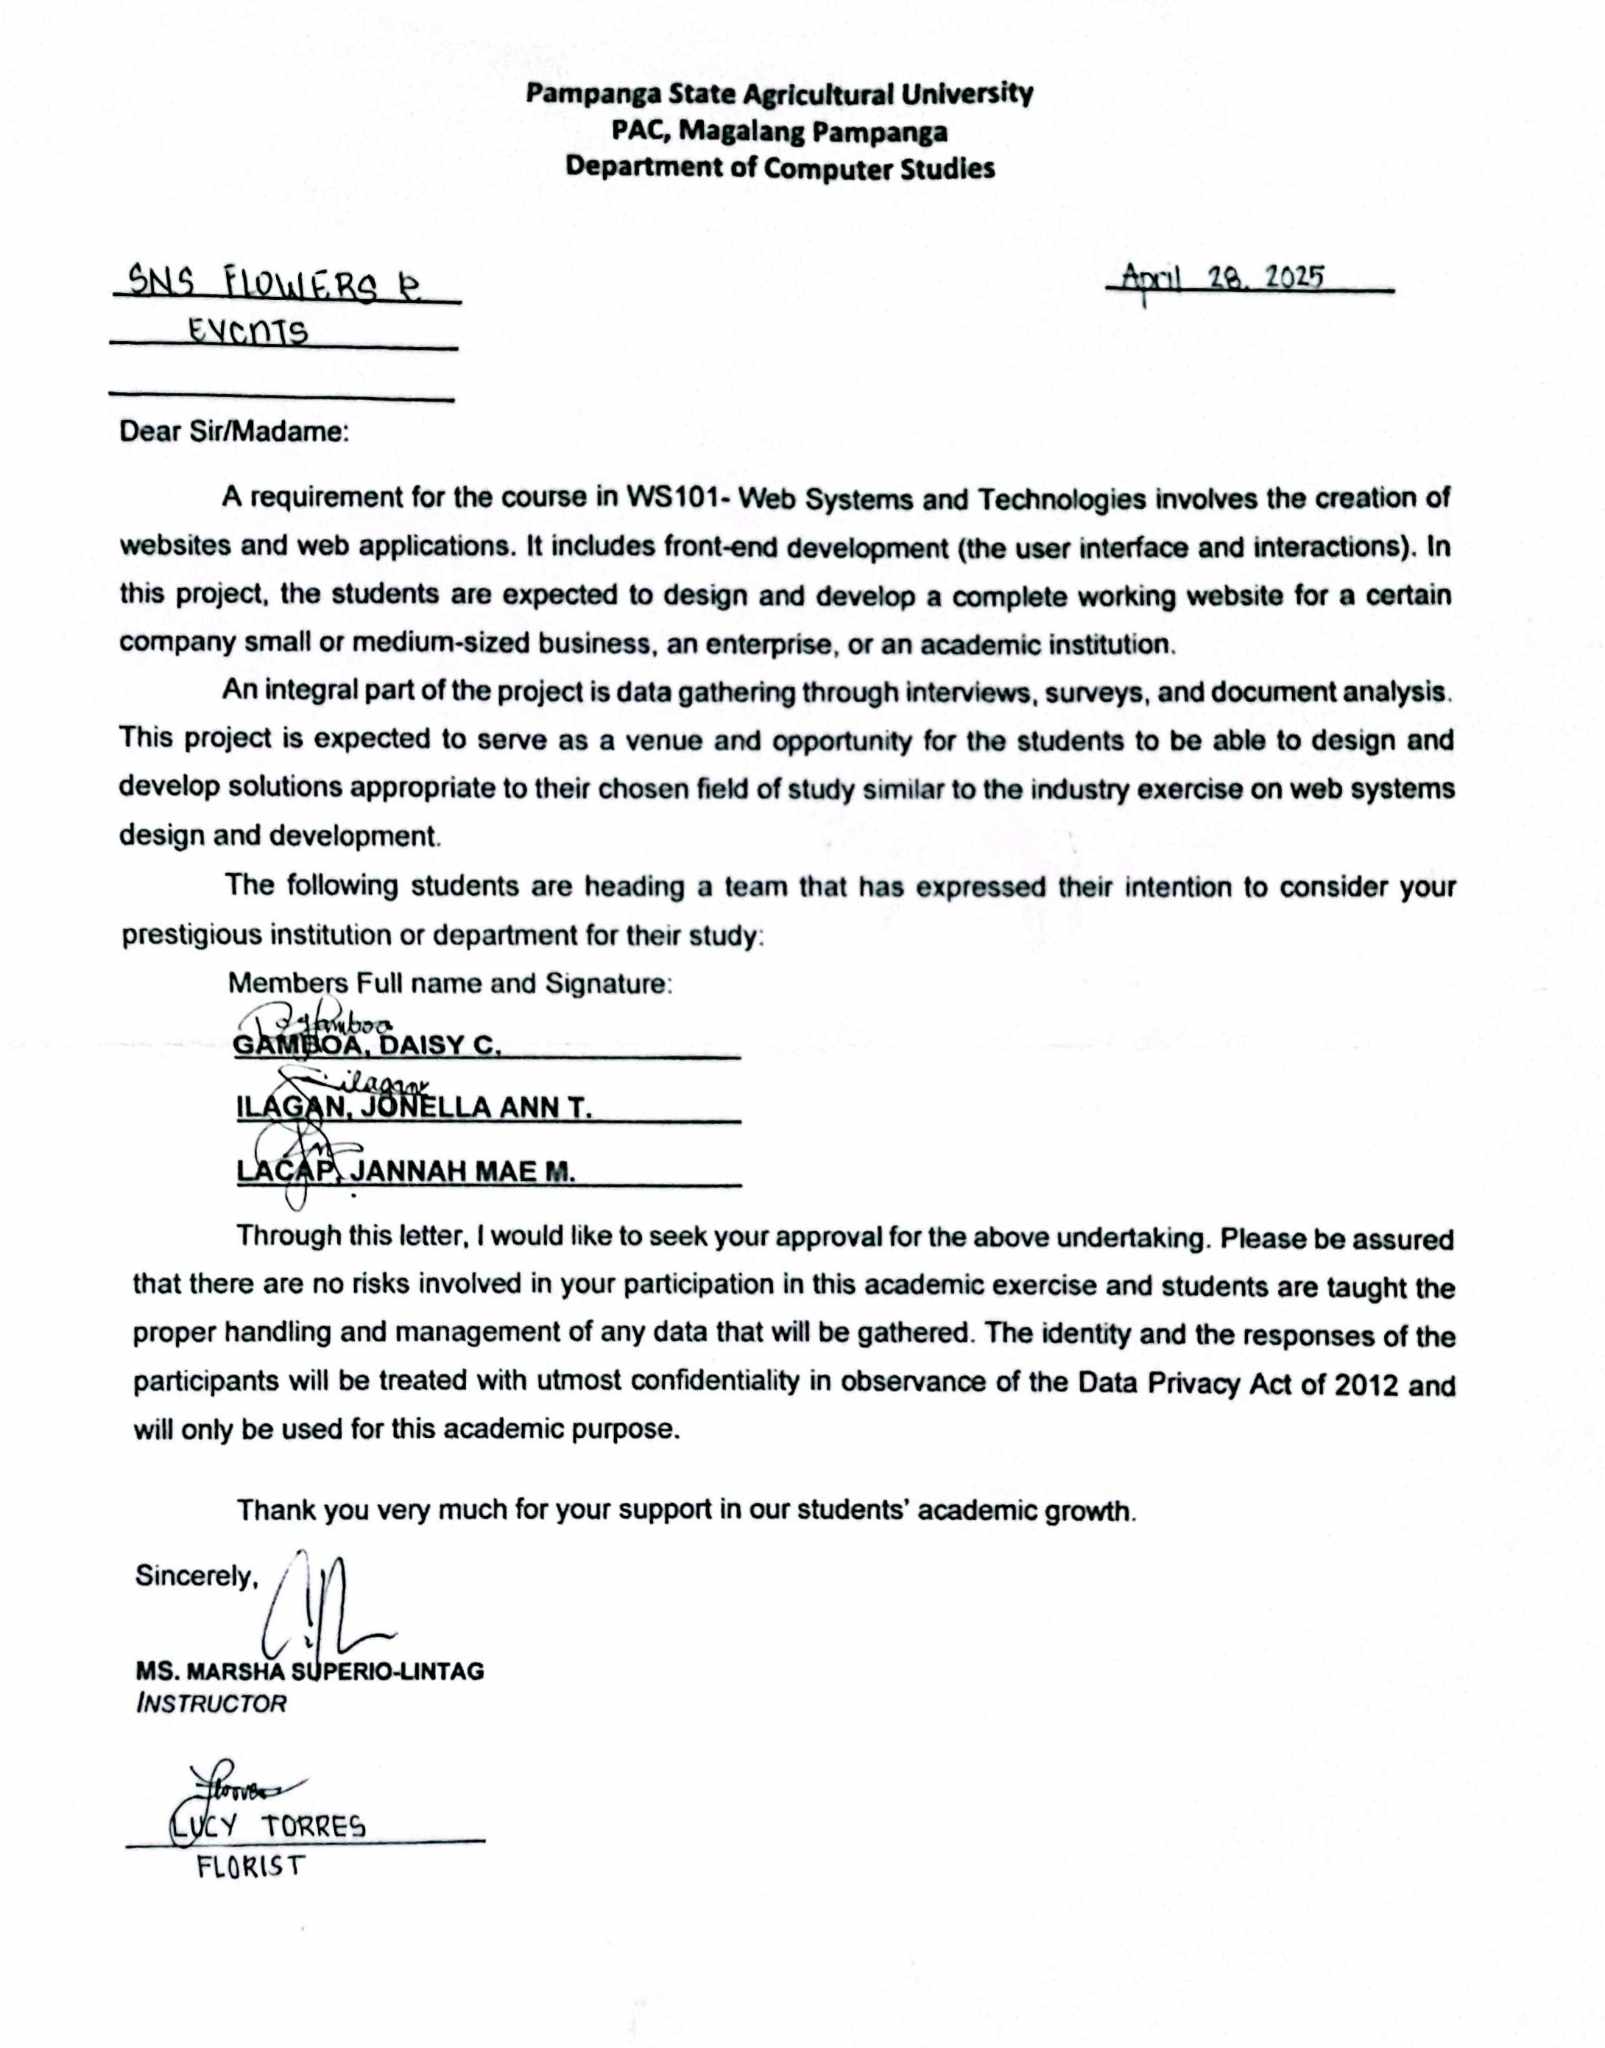 Pampanga State Agricultural University
PAC, Magalang Pampanga
Department of Computer Studies
SNS FLOWERS &
EVENTS
April 28, 2025
Dear Sir/Madame:
A requirement for the course in WS101- Web Systems and Technologies involves the creation of
websites and web applications. It includes front-end development (the user interface and interactions). In
this project, the students are expected to design and develop a complete working website for a certain
company small or medium-sized business, an enterprise, or an academic institution.
An integral part of the project is data gathering through interviews, surveys, and document analysis.
This project is expected to serve as a venue and opportunity for the students to be able to design and
develop solutions appropriate to their chosen field of study similar to the industry exercise on web systems
design and development.
The following students are heading a team that has expressed their intention to consider your
prestigious institution or department for their study:
Members Full name and Signature:
GAMBOA, DAISY C.
ILAGAN, JONELLA ANN T.
LACAP, JANNAH MAE M.
Through this letter, I would like to seek your approval for the above undertaking. Please be assured
that there are no risks involved in your participation in this academic exercise and students are taught the
proper handling and management of any data that will be gathered. The identity and the responses of the
participants will be treated with utmost confidentiality in observance of the Data Privacy Act of 2012 and
will only be used for this academic purpose.
Thank you very much for your support in our students' academic growth.
Sincerely,
MS. MARSHA SUPERIO-LINTAG
INSTRUCTOR
LUCY TORRES
FLORIST